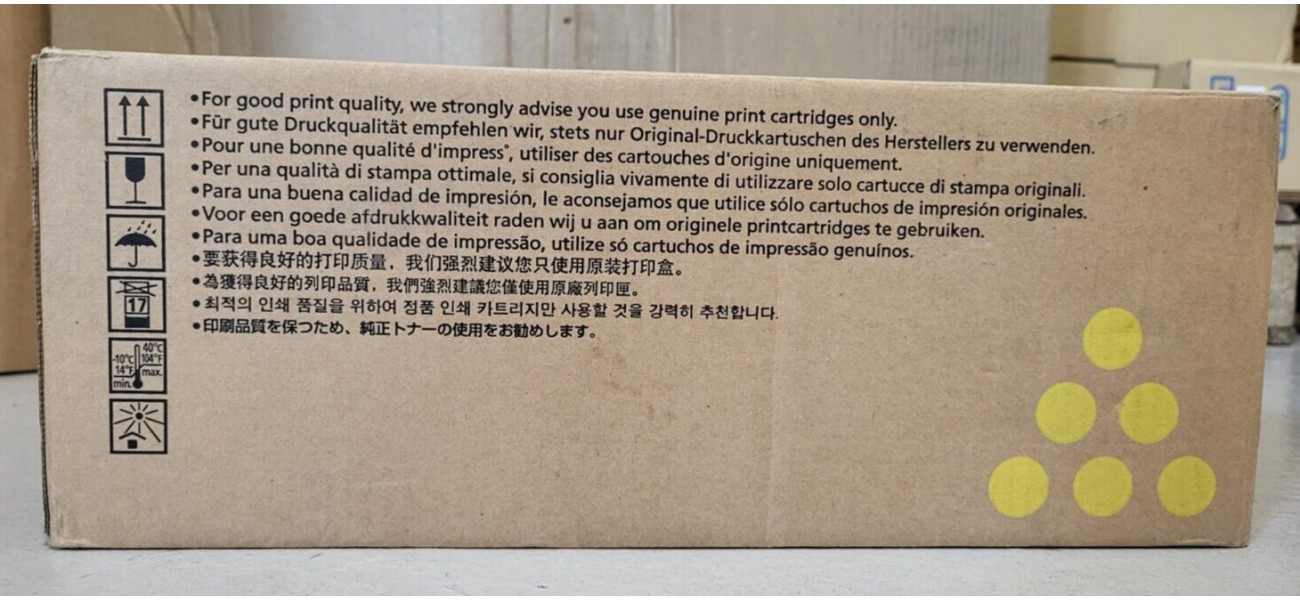 •For good print quality, we strongly advise you use genuine print cartridges only.
•Für gute Druckqualität empfehlen wir, stets nur Original-Druckkartuschen des Herstellers zu verwenden.
•Pour une bonne qualité d'impress°, utiliser des cartouches d'origine uniquement.
•Per una qualità di stampa ottimale, si consiglia vivamente di utilizzare solo cartucce di stampa originali.
•Para una buena calidad de impresión, le aconsejamos que utilice sólo cartuchos de impresión originales.
•Voor een goede afdrukkwaliteit raden wij u aan om originele printcartridges te gebruiken.
•Para uma boa qualidade de impressão, utilize só cartuchos de impressão genuínos.
•要获得良好的打印质量，我们强烈建议您只使用原装打印盒。
•為獲得良好的列印品質，我們強烈建議您僅使用原廠列印匣。
•최적의 인쇄 품질을 위하여 정품 인쇄 카트리지만 사용할 것을 강력히 추천합니다.
•印刷品質を保つため、純正トナーの使用をお勧めします。
17
40°C
-10°C 104°F
14°F max.
min.